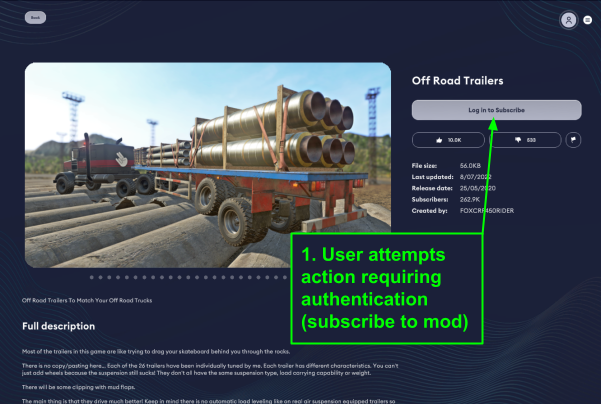 Back
Off Road Trailers
Log in to Subscribe
10.0K
833
File size: 56.0KB
Last updated: 8/07/2022
Release date: 25/05/2020
Subscribers: 262.9K
Created by: FOXCRF450RIDER
1. User attempts
action requiring
authentication
(subscribe to mod)
Off Road Trailers To Match Your Off Road Trucks
Full description
Most of the trailers in this game are like trying to drag your skateboard behind you through the rocks.
There is no copy/pasting here... Each of the 26 trailers have been individually tuned by me. Each trailer has different characteristics. You can't
just add wheels because the suspension still sucks! They don't all have the same suspension type, load carrying capability or weight.
There will be some clipping with mud flaps.
The main thing is that they drive much better! Keep in mind there is no automatic load leveling like on real air suspension equipped trailers so